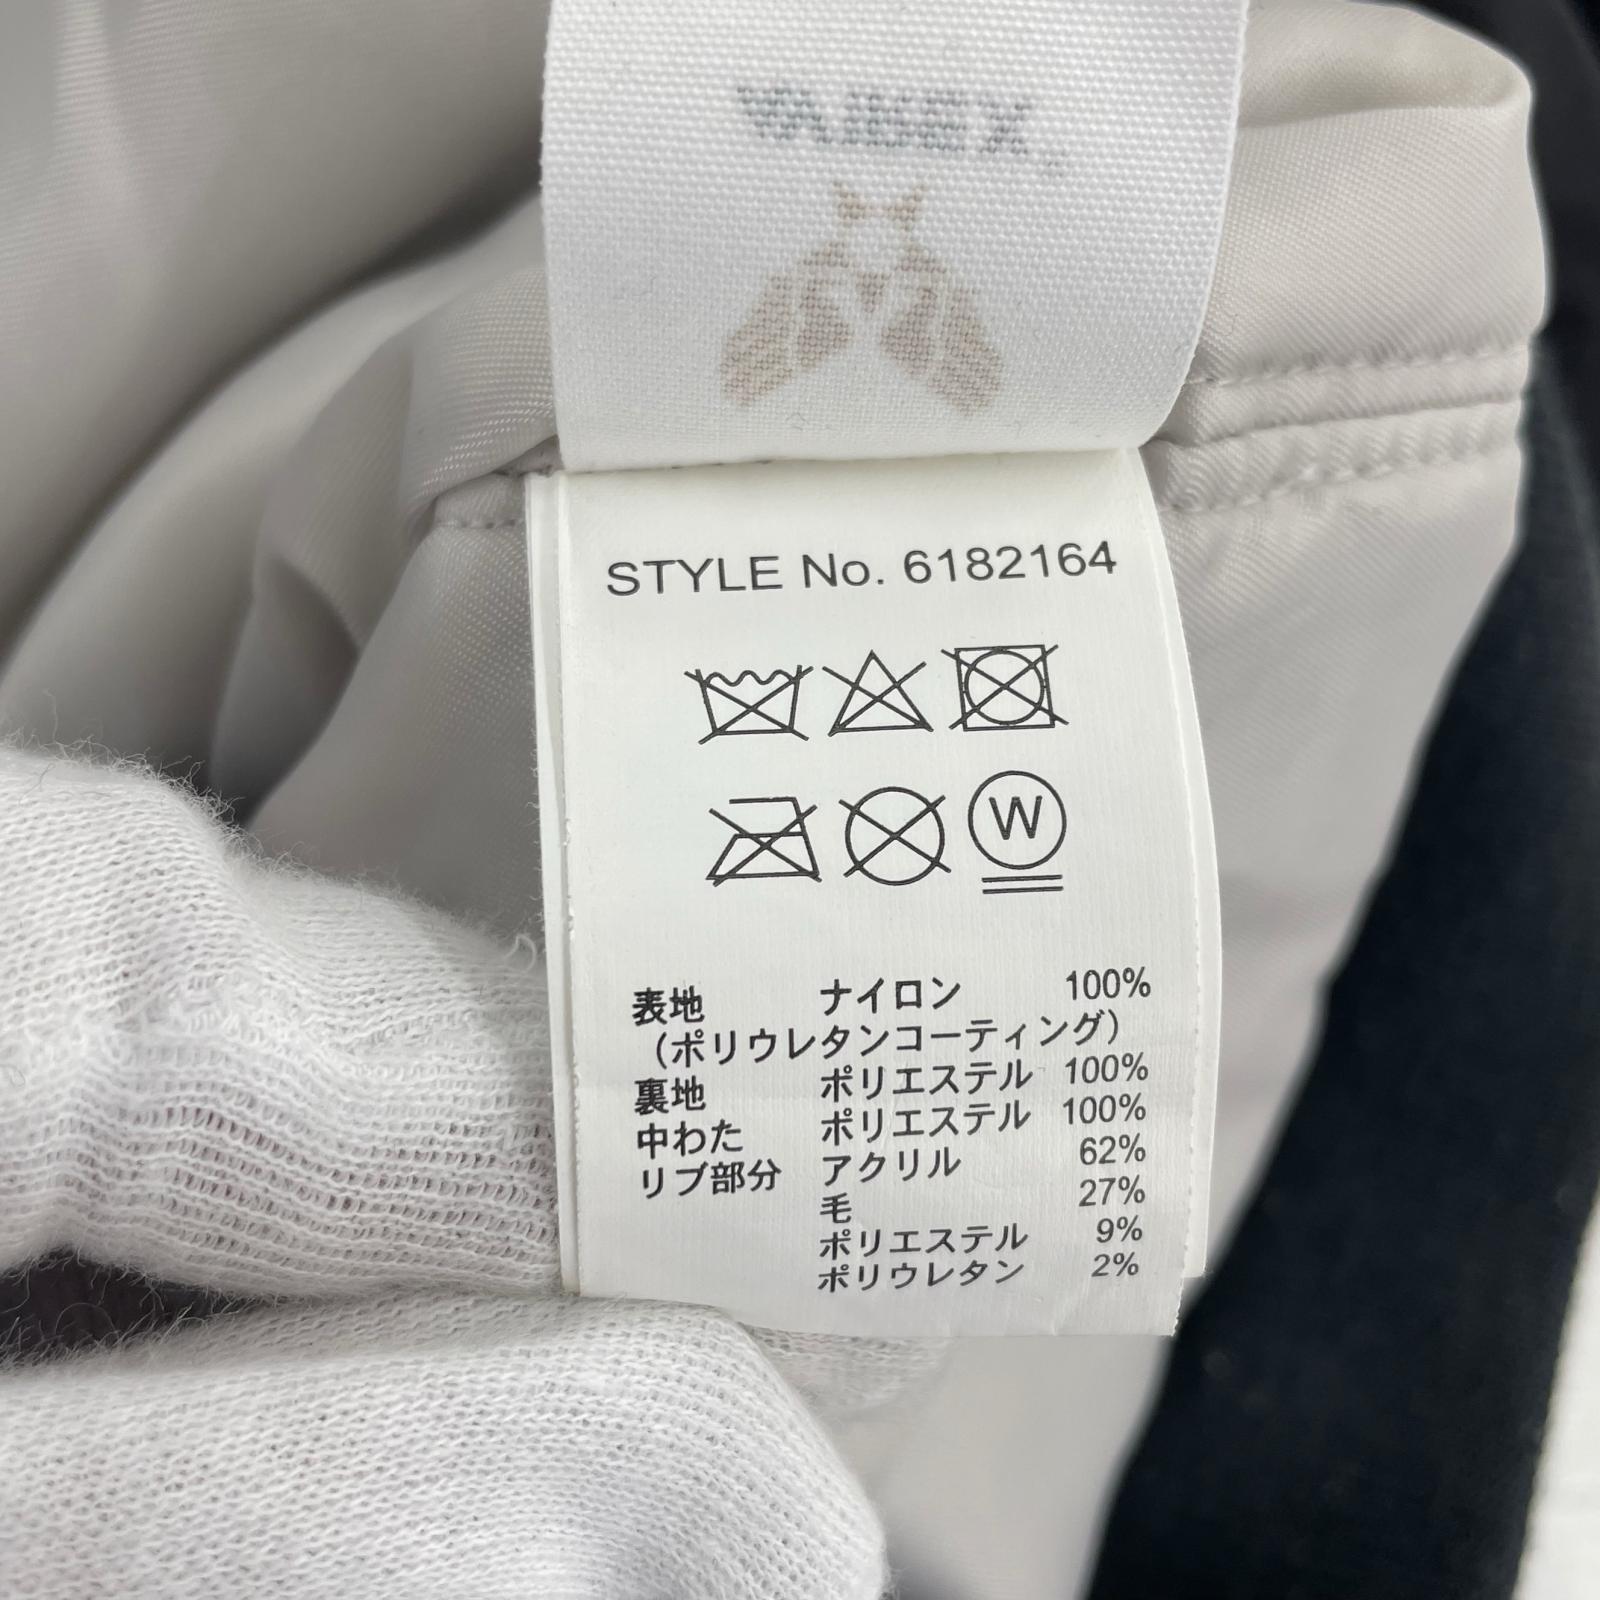 AVIREX
STYLE No. 6182164
W
表地 ナイロン 100%
（ポリウレタンコーティング）
裏地 ポリエステル 100%
中わた ポリエステル 100%
リブ部分 アクリル 62%
毛 27%
ポリエステル 9%
ポリウレタン 2%